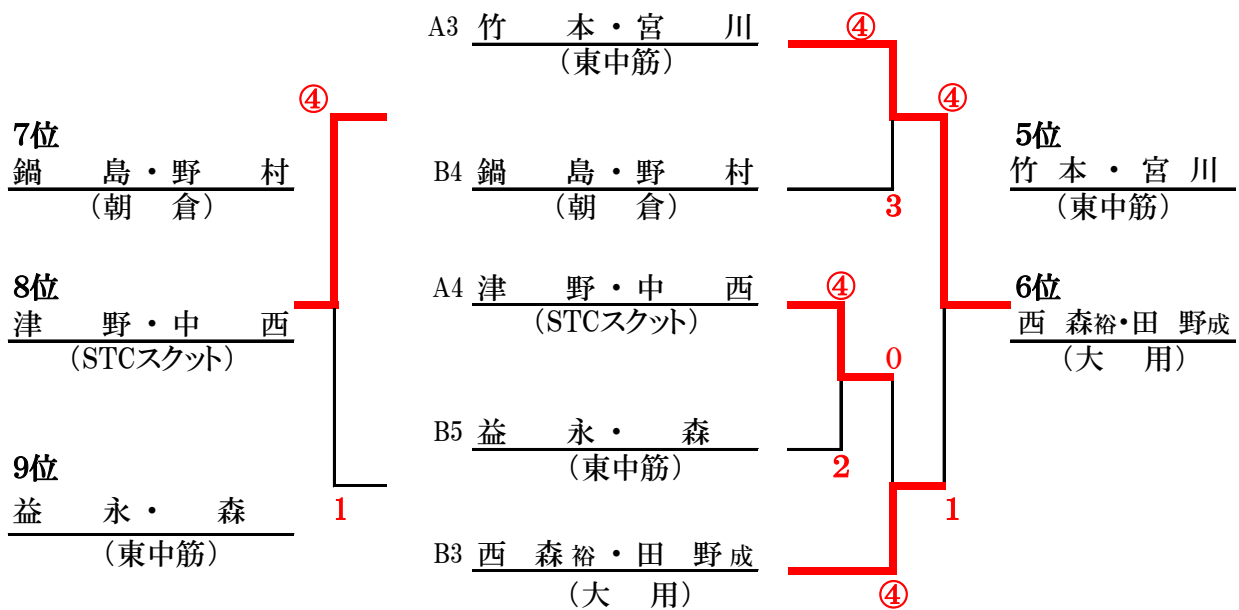 A3 竹 本・宮 川
(東中筋)
④
④
④
7位
鍋 島・野 村
(朝 倉)
B4 鍋 島・野 村
(朝 倉)
3
5位
竹 本・宮 川
(東中筋)
8位
津 野・中 西
(STCスクット)
A4 津 野・中 西
(STCスクット)
④
0
6位
西 森裕・田 野成
(大 用)
B5 益 永・ 森
(東中筋)
2
9位
益 永・ 森
(東中筋)
1
1
B3 西 森裕・田 野成
(大 用)
④